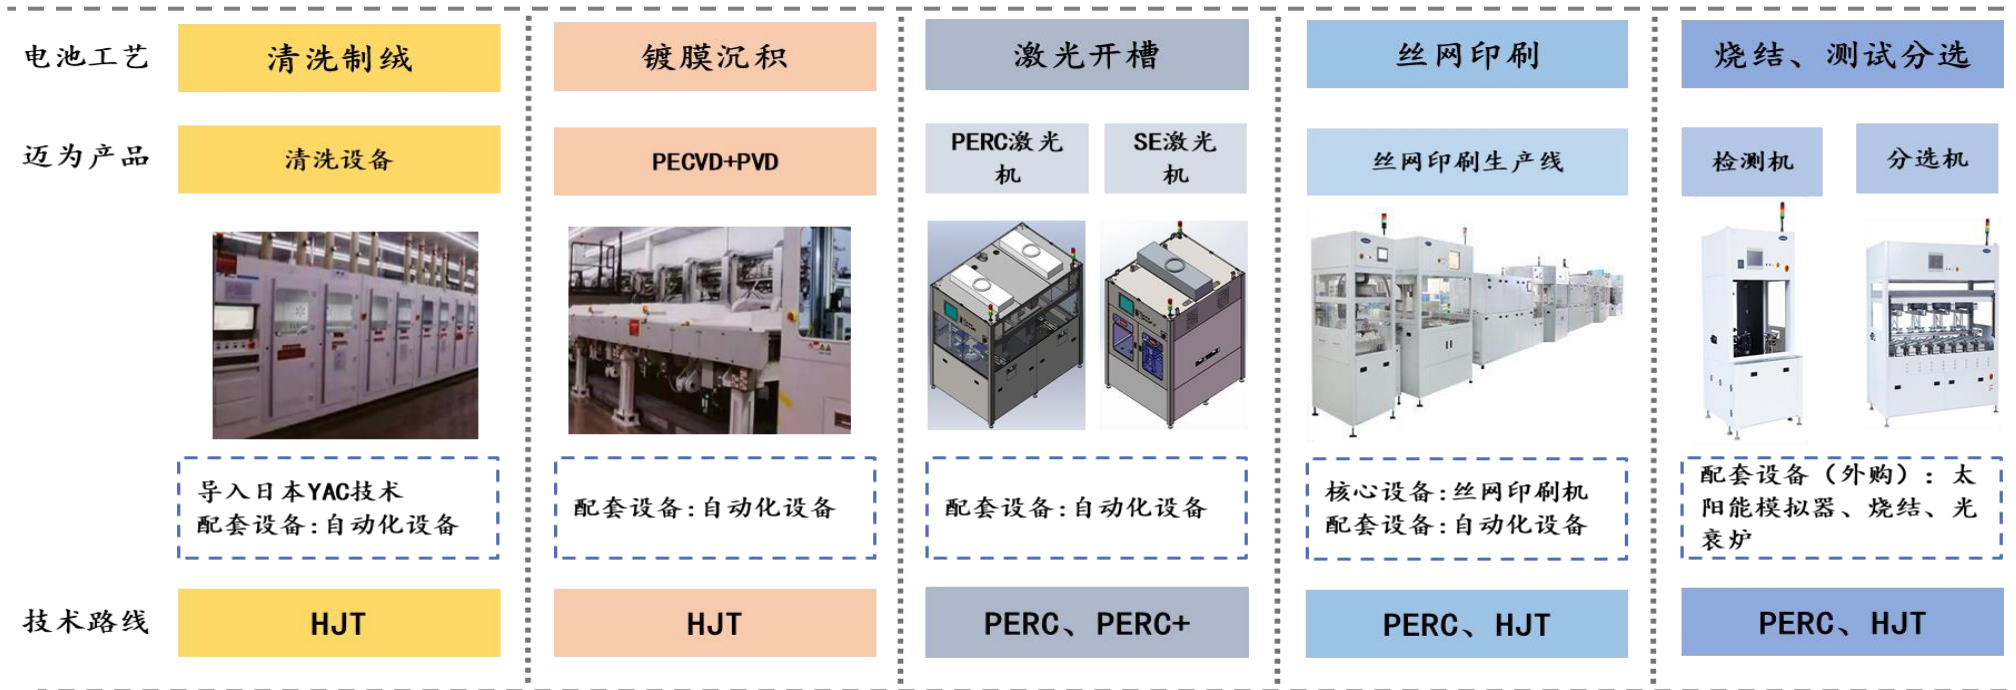 电池工艺
清洗制绒
镀膜沉积
激光开槽
丝网印刷
烧结、测试分选
迈为产品
清洗设备
PECVD+PVD
PERC激光
机
SE激光
机
丝网印刷生产线
检测机
分选机
导入日本YAC技术
配套设备:自动化设备
配套设备:自动化设备
配套设备:自动化设备
核心设备:丝网印刷机
配套设备:自动化设备
配套设备（外购）: 太
阳能模拟器、烧结、光
衰炉
技术路线
HJT
HJT
PERC、PERC+
PERC、HJT
PERC、HJT